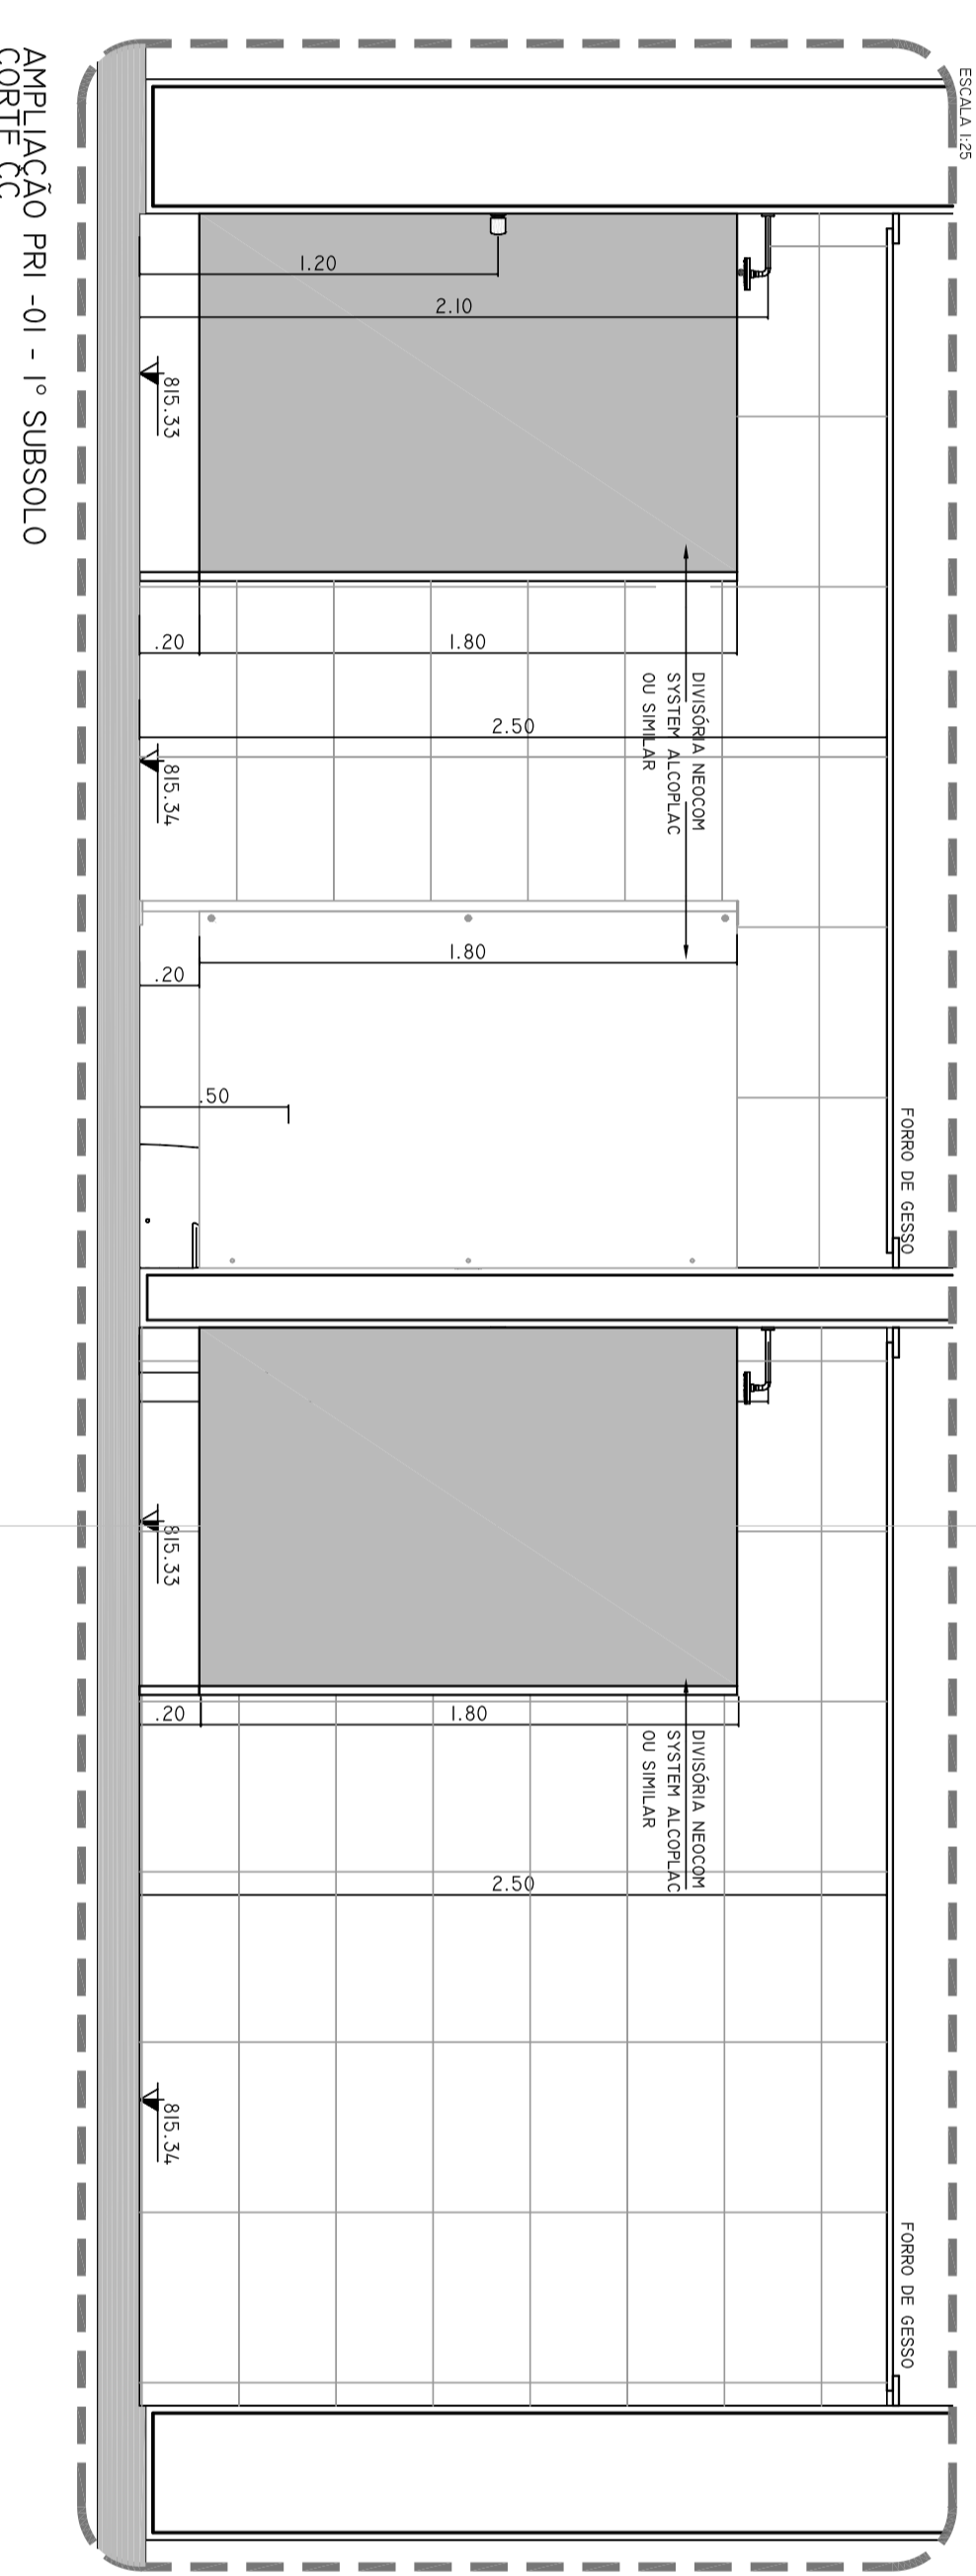 ESCALA 1:25
FORRO DE GESSO
FORRO DE GESSO
DIVISÓRIA NEOCOM
SYSTEM ALCOPLAC
OU SIMILAR
DIVISÓRIA NEOCOM
SYSTEM ALCOPLAC
OU SIMILAR
1.20
2.10
815.33
.20
1.80
2.50
815.34
1.80
.20
.50
815.33
.20
1.80
2.50
815.34
AMPLIAÇÃO PRI -01 - 1º SUBSOLO
CORTE CC